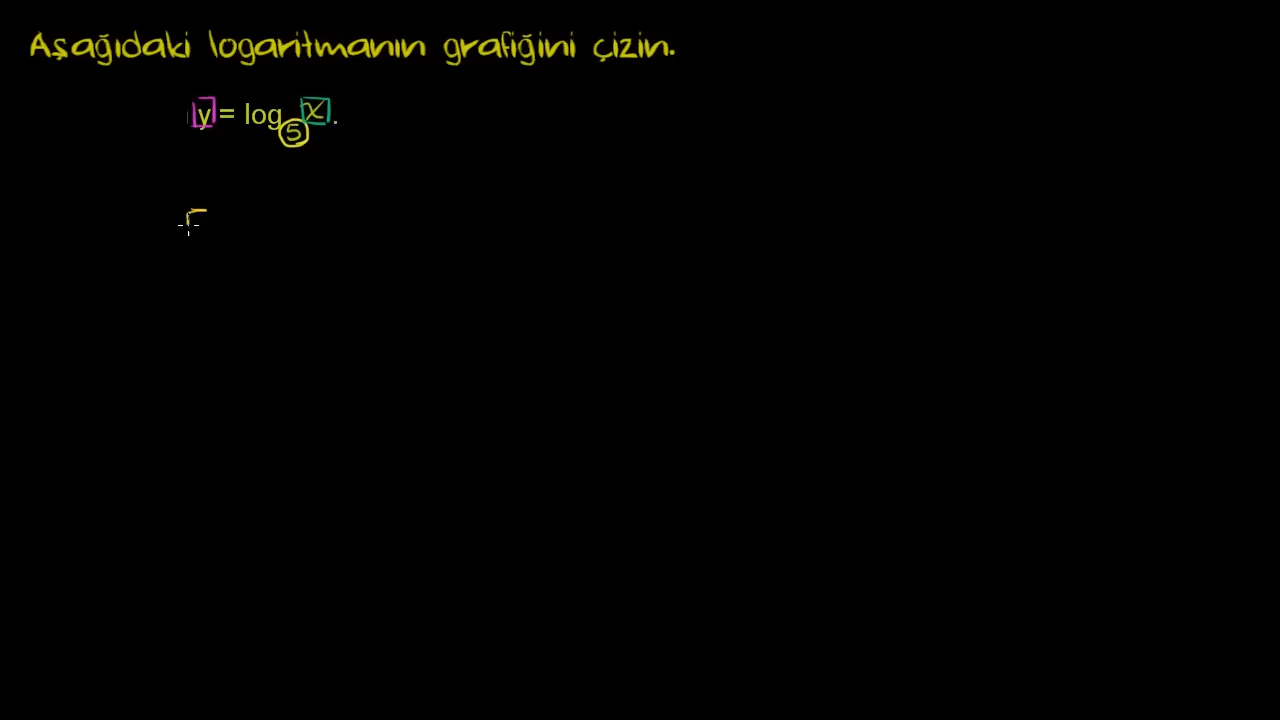 Aşağıdaki logaritmanın grafiğini çizin.
y = log₅ x .